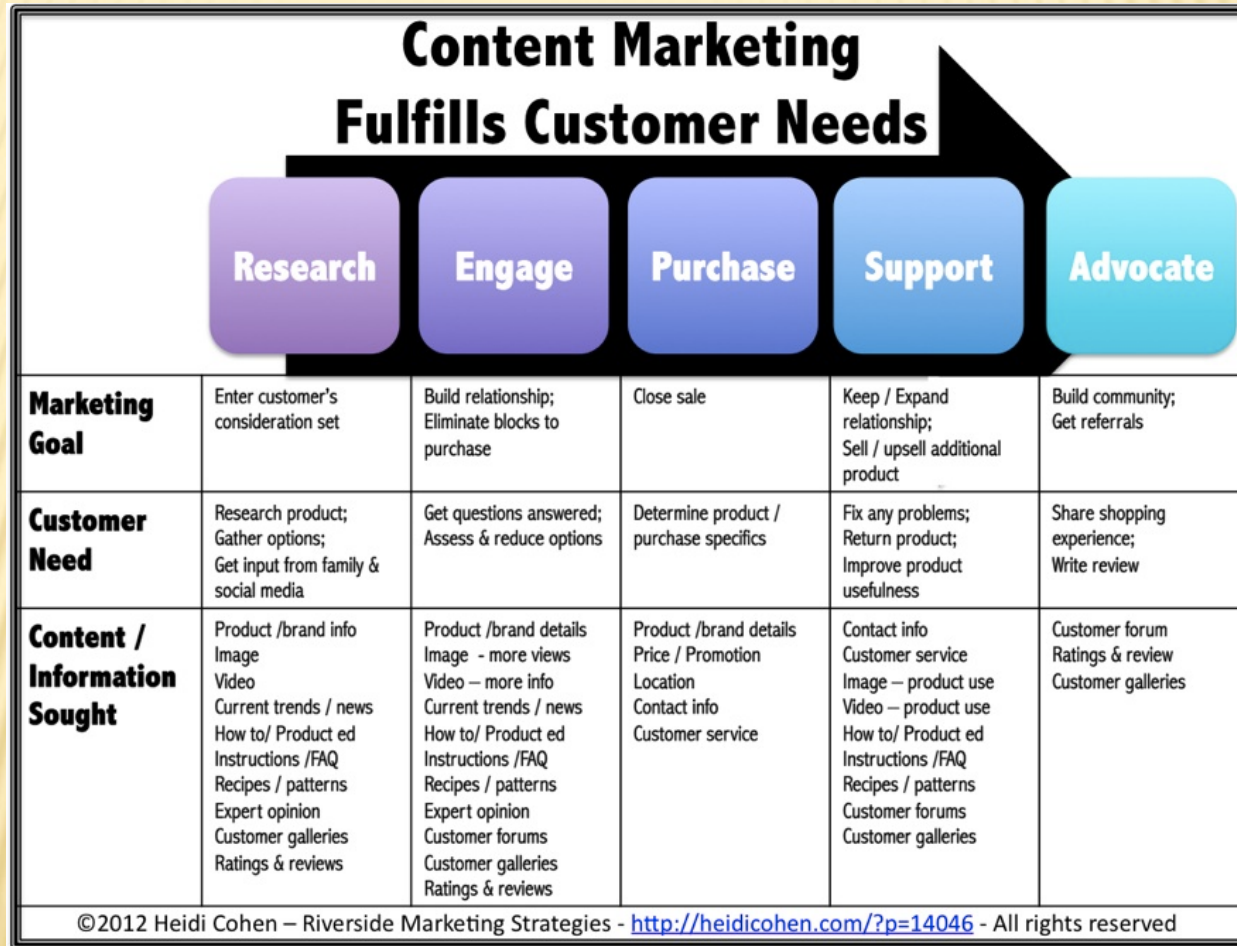 Content Marketing
Fulfills Customer Needs
Research
Engage
Purchase
Support
Advocate
Marketing
Goal
Enter customer's
consideration set
Build relationship;
Eliminate blocks to
purchase
Close sale
Keep / Expand
relationship;
Sell / upsell additional
product
Build community;
Get referrals
Customer
Need
Research product;
Gather options;
Get input from family &
social media
Get questions answered;
Assess & reduce options
Determine product /
purchase specifics
Fix any problems;
Return product;
Improve product
usefulness
Share shopping
experience;
Write review
Content /
Information
Sought
Product /brand info
Image
Video
Current trends / news
How to/ Product ed
Instructions /FAQ
Recipes / patterns
Expert opinion
Customer galleries
Ratings & reviews
Product /brand details
Image - more views
Video – more info
Current trends / news
How to/ Product ed
Instructions /FAQ
Recipes / patterns
Expert opinion
Customer forums
Customer galleries
Ratings & reviews
Product /brand details
Price / Promotion
Location
Contact info
Customer service
Contact info
Customer service
Image – product use
Video – product use
How to/ Product ed
Instructions /FAQ
Recipes / patterns
Customer forums
Customer galleries
Customer forum
Ratings & review
Customer galleries
©2012 Heidi Cohen – Riverside Marketing Strategies - http://heidicohen.com/?p=14046 - All rights reserved